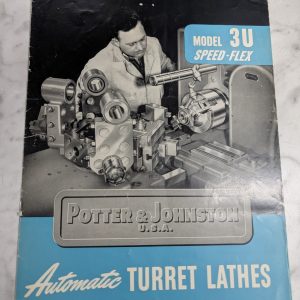 MODEL 3U
SPEED-FLEX
POTTER & JOHNSTON
U.S.A.
Automatic TURRET LATHES